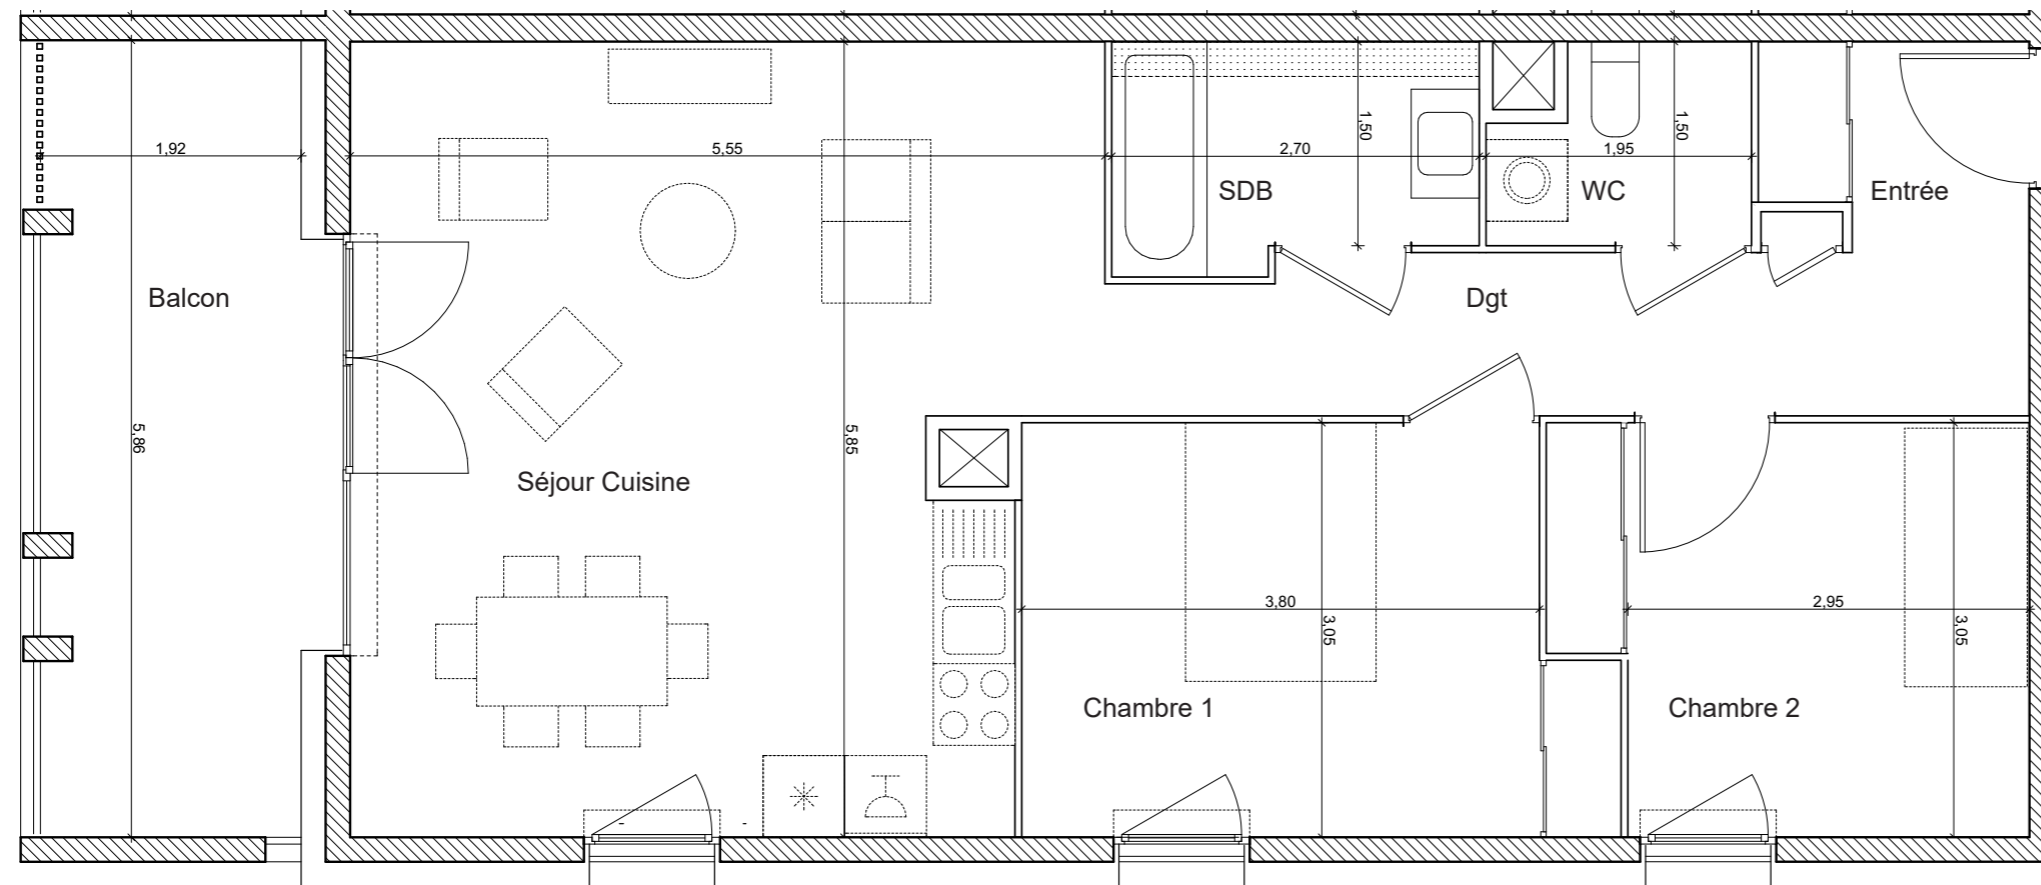 1,92
5,55
2,70
1,50
1,95
1,50
SDB
WC
Entrée
Balcon
Dgt
5,86
5,85
Séjour Cuisine
3,80
3,05
2,95
3,05
Chambre 1
Chambre 2